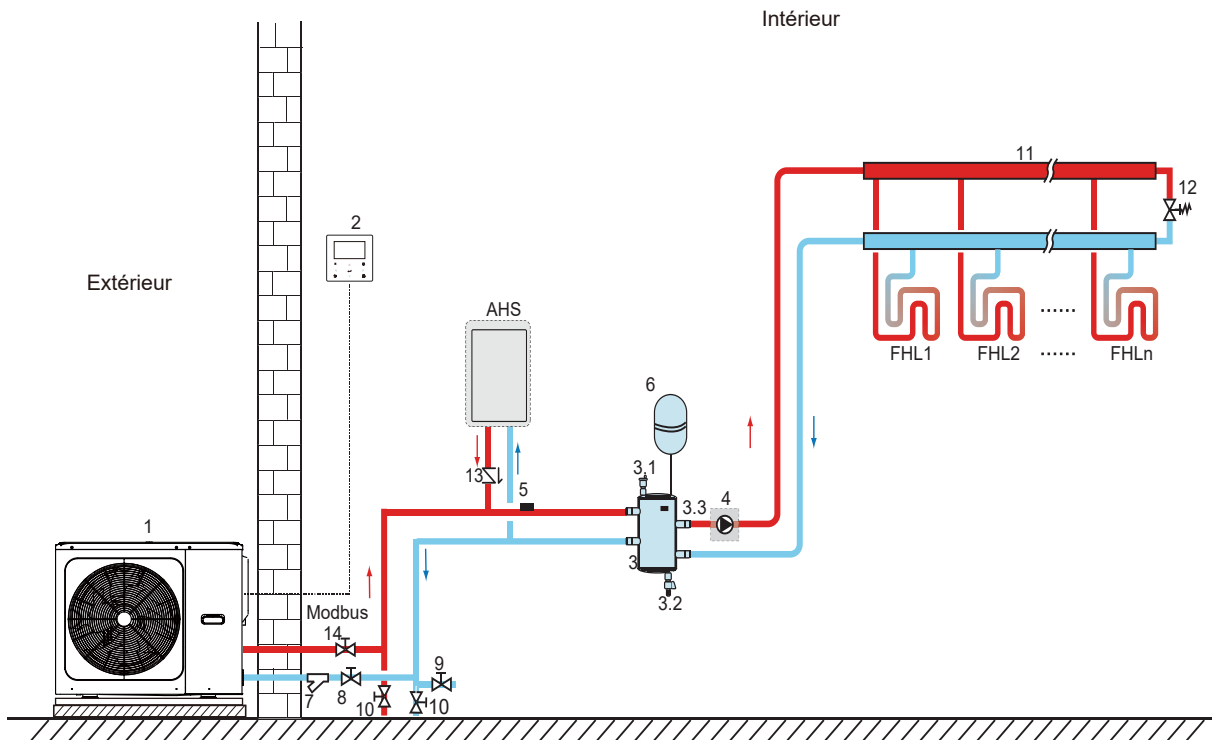 Intérieur
11
12
2
Extérieur
AHS
FHL1
FHL2
......
......
FHLn
6
13
5
3.1
3.3
4
3
3.2
1
Modbus
14
9
7
8
10
10